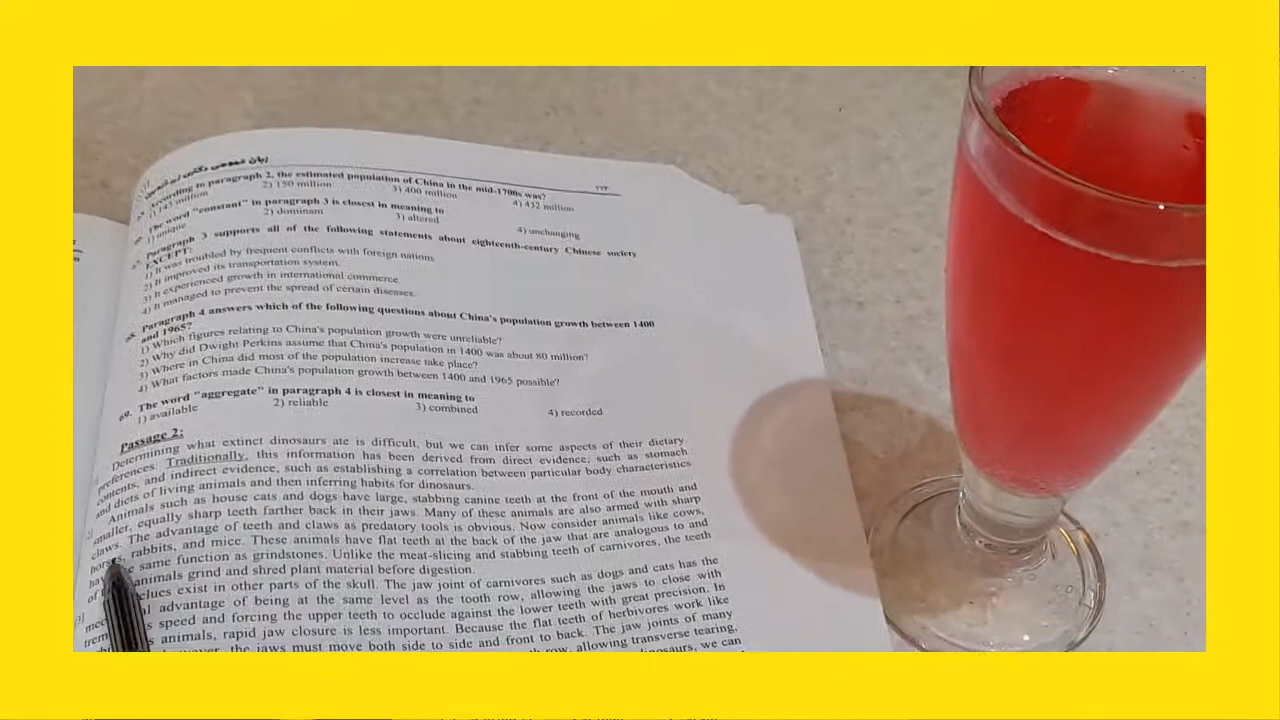 زبان عمومی دکتری
۲۲۳
According to paragraph 2, the estimated population of China in the mid-1700s was?
1) 143 million 2) 150 million 3) 400 million 4) 432 million
The word "constant" in paragraph 3 is closest in meaning to
1) unique 2) dominant 3) altered 4) unchanging
Paragraph 3 supports all of the following statements about eighteenth-century Chinese society
EXCEPT:
1) It was troubled by frequent conflicts with foreign nations
2) It improved its transportation system.
3) It experienced growth in international commerce
4) It managed to prevent the spread of certain diseases.
Paragraph 4 answers which of the following questions about China's population growth between 1400
and 1965?
1) Which figures relating to China's population growth were unreliable?
2) Why did Dwight Perkins assume that China's population in 1400 was about 80 million?
3) Where in China did most of the population increase take place?
4) What factors made China's population growth between 1400 and 1965 possible?
69. The word "aggregate" in paragraph 4 is closest in meaning to
1) available 2) reliable 3) combined 4) recorded
Passage 2:
Determining what extinct dinosaurs ate is difficult, but we can infer some aspects of their dietary
preferences. Traditionally, this information has been derived from direct evidence, such as stomach
contents, and indirect evidence, such as establishing a correlation between particular body characteristics
and diets of living animals and then inferring habits for dinosaurs.
Animals such as house cats and dogs have large, stabbing canine teeth at the front of the mouth and
smaller, equally sharp teeth farther back in their jaws. Many of these animals are also armed with sharp
claws. The advantage of teeth and claws as predatory tools is obvious. Now consider animals like cows,
horses, rabbits, and mice. These animals have flat teeth at the back of the jaw that are analogous to and
have same function as grindstones. Unlike the meat-slicing and stabbing teeth of carnivores, the teeth
of animals grind and shred plant material before digestion.
[3] clues exist in other parts of the skull. The jaw joint of carnivores such as dogs and cats has the
advantage of being at the same level as the tooth row, allowing the jaws to close with
speed and forcing the upper teeth to occlude against the lower teeth with great precision. In
animals, rapid jaw closure is less important. Because the flat teeth of herbivores work like
however, the jaws must move both side to side and front to back. The jaw joints of many
row, allowing transverse tearing,
dinosaurs, we can